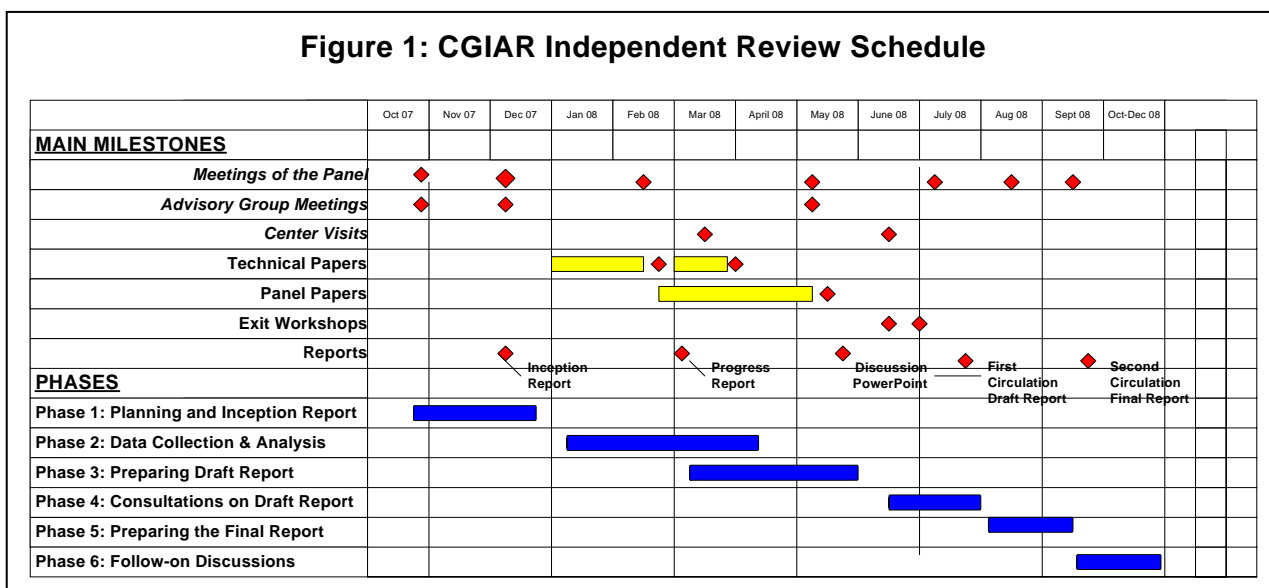 Figure 1: CGIAR Independent Review Schedule
Oct 07 Nov 07 Dec 07 Jan 08 Feb 08 Mar 08 April 08 May 08 June 08 July 08 Aug 08 Sept 08 Oct-Dec 08
MAIN MILESTONES
Meetings of the Panel
Advisory Group Meetings
Center Visits
Technical Papers
Panel Papers
Exit Workshops
Reports
Inception
Report
Progress
Report
Discussion
PowerPoint
First
Circulation
Draft Report
Second
Circulation
Final Report
PHASES
Phase 1: Planning and Inception Report
Phase 2: Data Collection & Analysis
Phase 3: Preparing Draft Report
Phase 4: Consultations on Draft Report
Phase 5: Preparing the Final Report
Phase 6: Follow-on Discussions